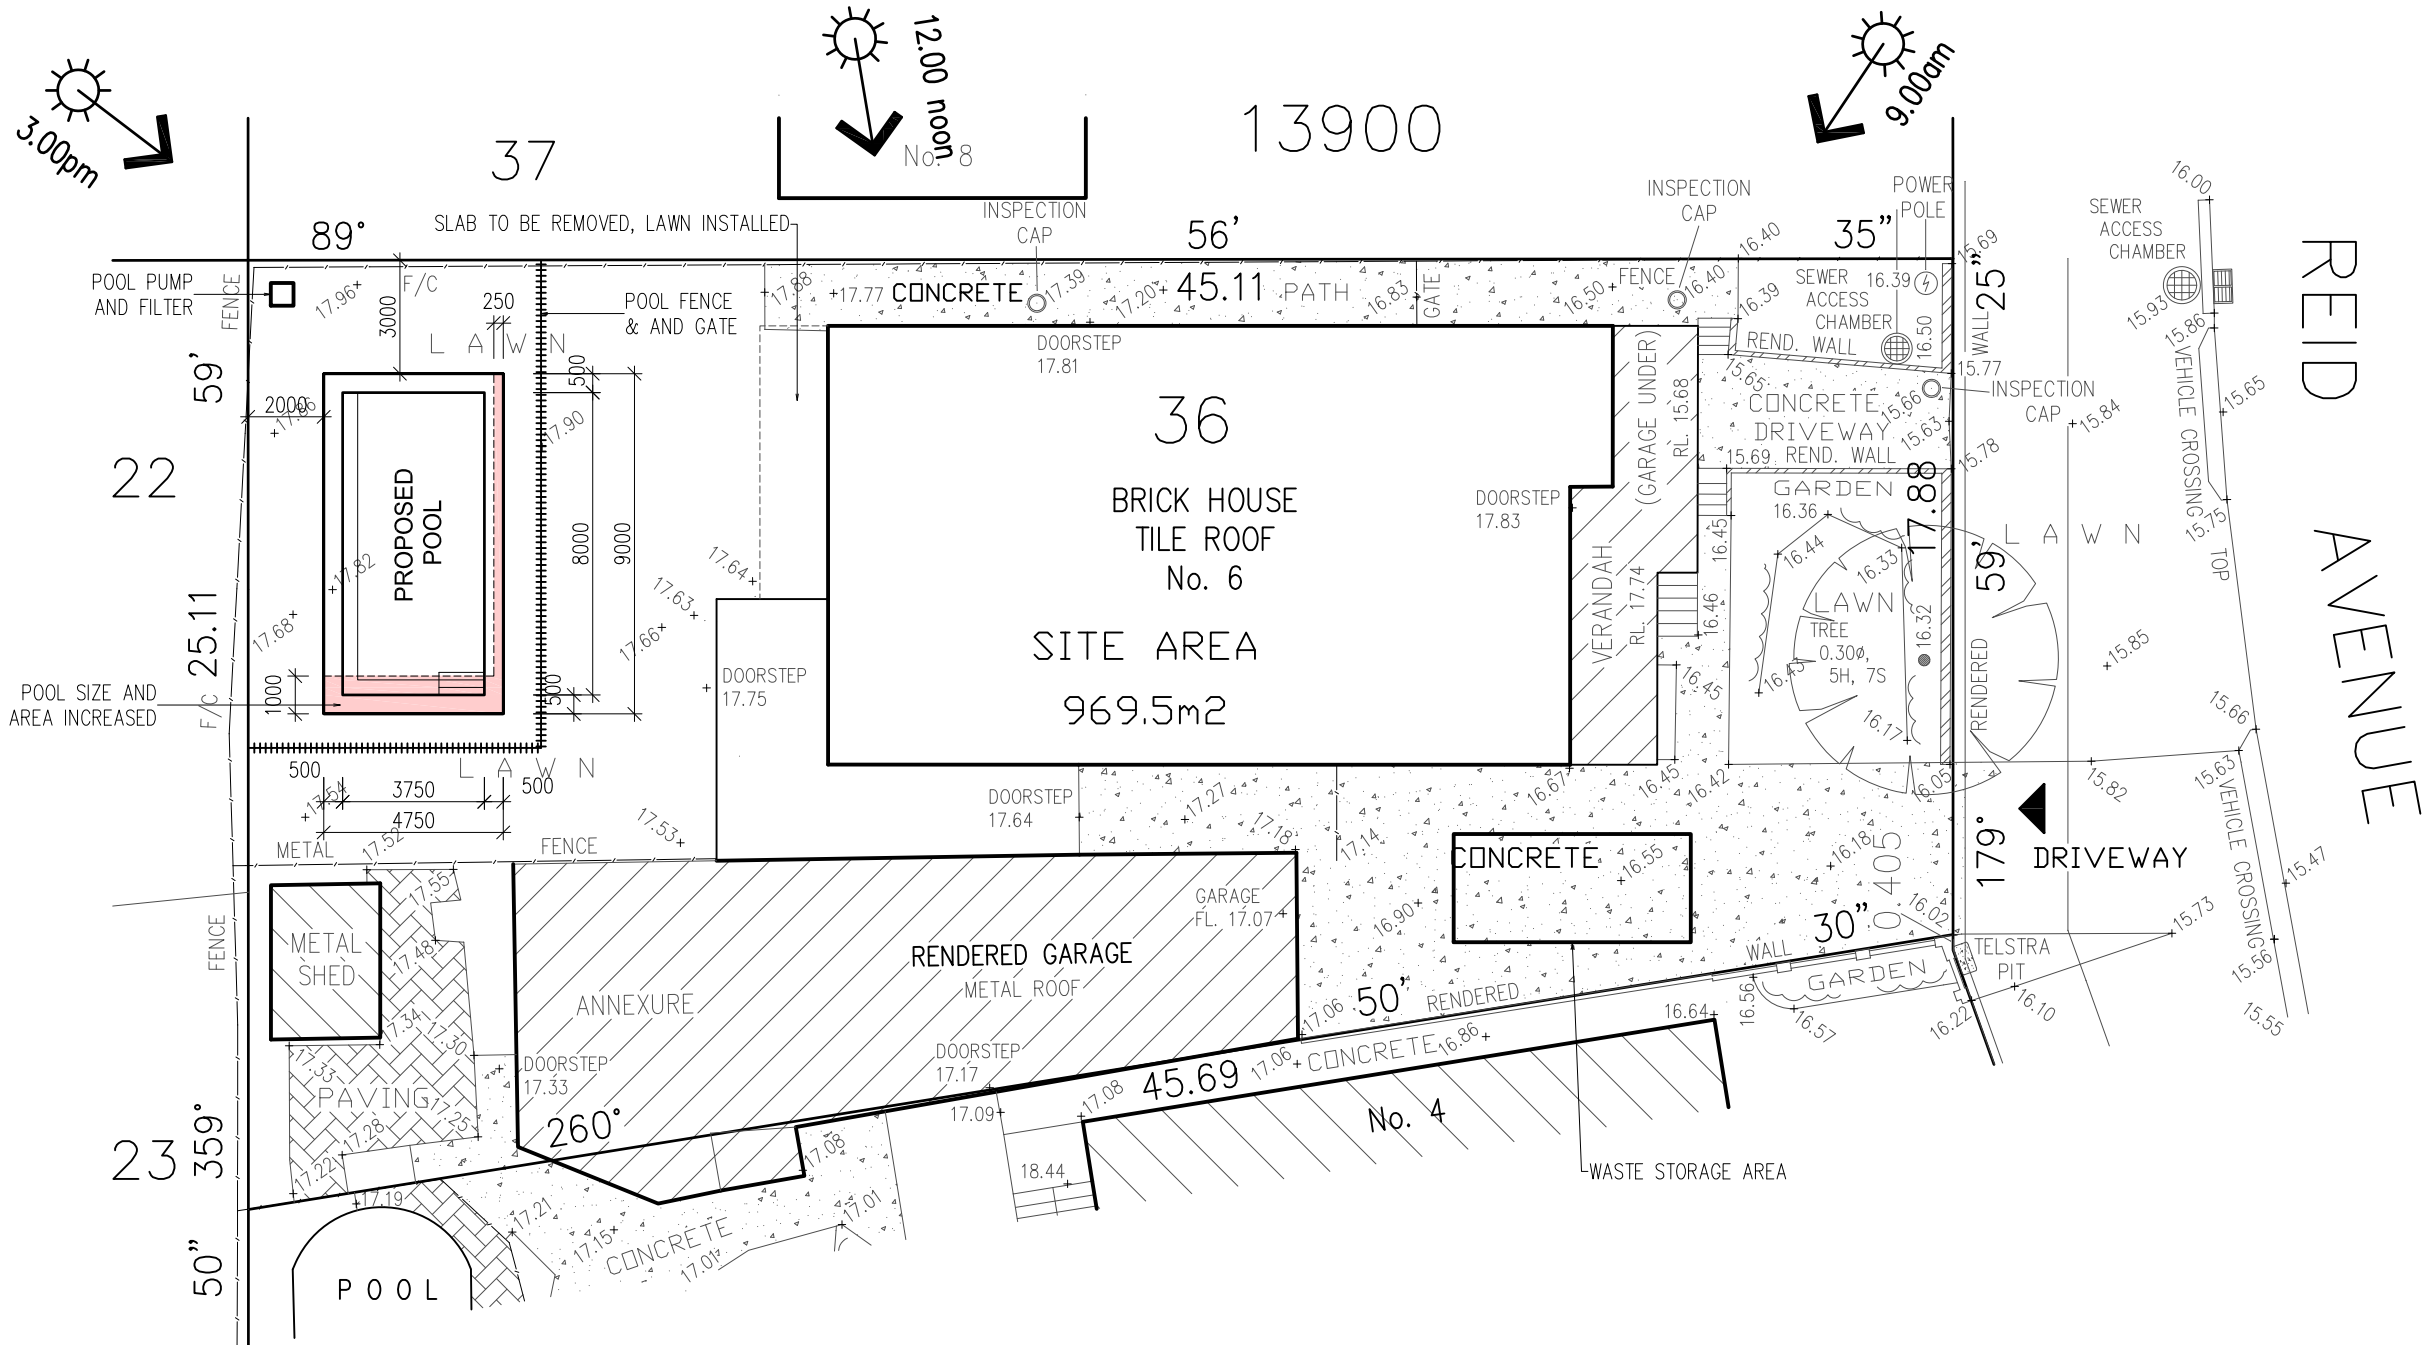 3.00pm
12.00 noon
9.00am
37
No. 8
13900
REID AVENUE
INSPECTION
CAP
INSPECTION
CAP
POWER
POLE
SEWER
ACCESS
CHAMBER
16.00
SLAB TO BE REMOVED, LAWN INSTALLED
89°
56'
35"
16.40
15.69
25"
POOL PUMP
AND FILTER
FENCE
17.96
F/C
3000
250
POOL FENCE
& AND GATE
17.88
17.77
CONCRETE
17.39
17.20
45.11
PATH
16.83
GATE
16.50
FENCE
16.40
16.39
SEWER
ACCESS
CHAMBER
16.39
16.50
WALL
15.93
15.86
LAWN
DOORSTEP
17.81
(GARAGE UNDER)
RL. 15.68
REND. WALL
15.65
15.77
INSPECTION
CAP
VEHICLE CROSSING
15.65
59'
2000
17.86
500
17.90
36
CONCRETE
DRIVEWAY
15.66
15.63
15.84
15.69
REND. WALL
15.78
22
PROPOSED
POOL
8000
9000
BRICK HOUSE
TILE ROOF
No. 6
DOORSTEP
17.83
GARDEN
16.36
17.88
LAWN
15.75
TOP
17.82
17.64
17.63
17.66
VERANDAH
RL. 17.74
16.45
16.44
16.33
59'
16.46
LAWN
TREE
0.30ø,
5H, 7S
16.32
25.11
17.68
SITE AREA
969.5m2
DOORSTEP
17.75
16.45
16.43
RENDERED
15.85
POOL SIZE AND
AREA INCREASED
F/C
1000
500
16.17
15.66
500
LAWN
500
3750
4750
17.54
17.52
METAL
FENCE
17.53
DOORSTEP
17.64
17.27
17.18
17.14
16.67
16.45
16.42
16.05
15.82
15.63
CONCRETE
16.55
16.18
0.405
179°
DRIVEWAY
VEHICLE CROSSING
15.47
FENCE
METAL
SHED
17.55
17.48
GARAGE
FL. 17.07
16.90
RENDERED GARAGE
METAL ROOF
ANNEXURE
30"
16.02
15.73
WALL
GARDEN
TELSTRA
PIT
15.56
50'
RENDERED
17.06
16.64
16.56
16.57
16.22
16.10
15.55
17.34
17.30
17.33
PAVING
17.25
DOORSTEP
17.33
DOORSTEP
17.17
17.06
CONCRETE
16.86
45.69
17.08
17.09
No. 4
23
359°
260°
17.28
17.22
17.19
17.08
18.44
WASTE STORAGE AREA
50"
17.21
17.15
CONCRETE
17.01
17.01
POOL